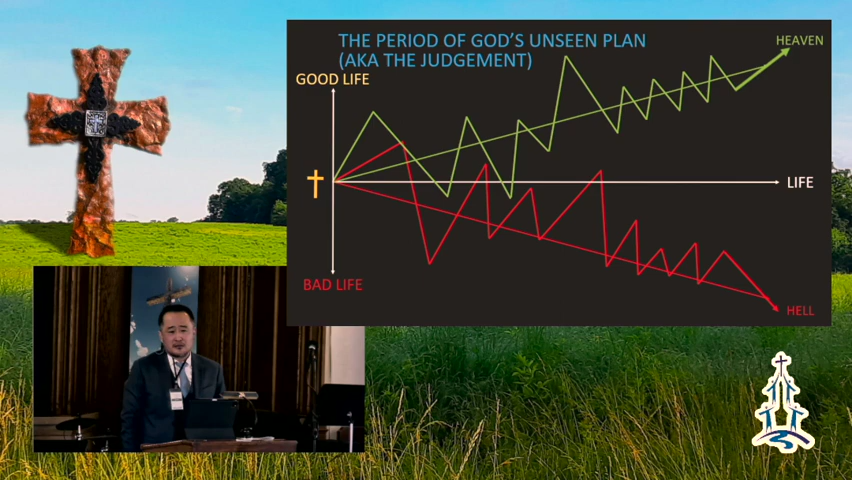 THE PERIOD OF GOD'S UNSEEN PLAN
(AKA THE JUDGEMENT)
HEAVEN
GOOD LIFE
LIFE
BAD LIFE
HELL